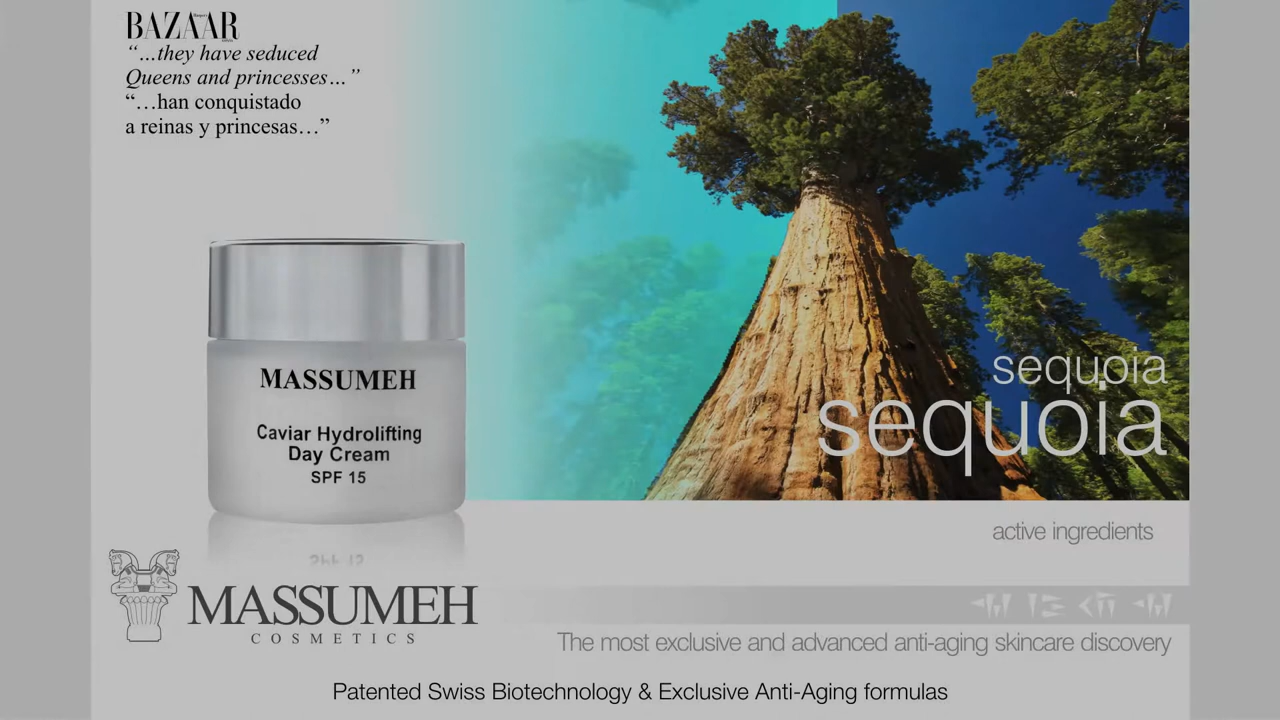 BAZAAR
“…they have seduced
Queens and princesses…”
“…han conquistado
a reinas y princesas…”
MASSUMEH
Caviar Hydrolifting
Day Cream
SPF 15
sequoia
sequoia
active ingredients
MASSUMEH
COSMETICS
The most exclusive and advanced anti-aging skincare discovery
Patented Swiss Biotechnology & Exclusive Anti-Aging formulas